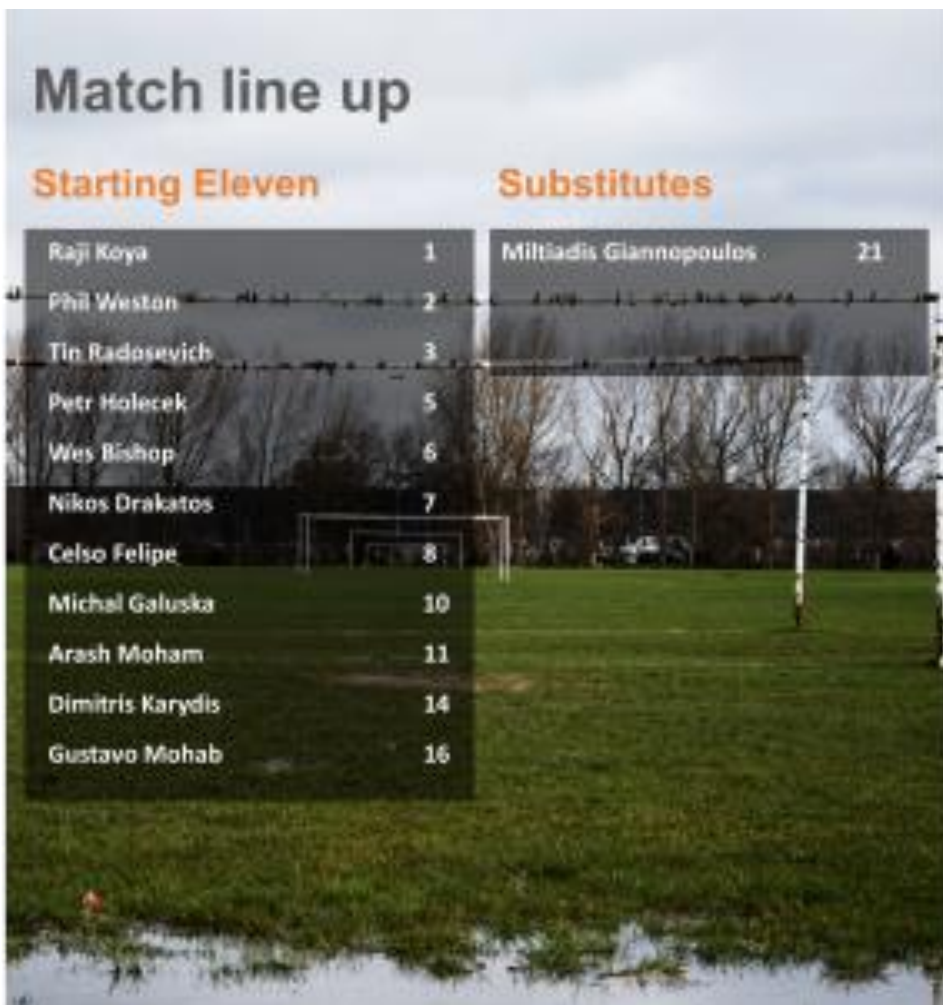 Match line up
Starting Eleven
Raji Koya 1
Phil Weston 2
Tin Radosevich 3
Petr Holecek 5
Wes Bishop 6
Nikos Drakatos 7
Celso Felipe 8
Michal Galuska 10
Arash Moham 11
Dimitris Karydis 14
Gustavo Mohab 16
Substitutes
Miltiadis Giannopoulos 21